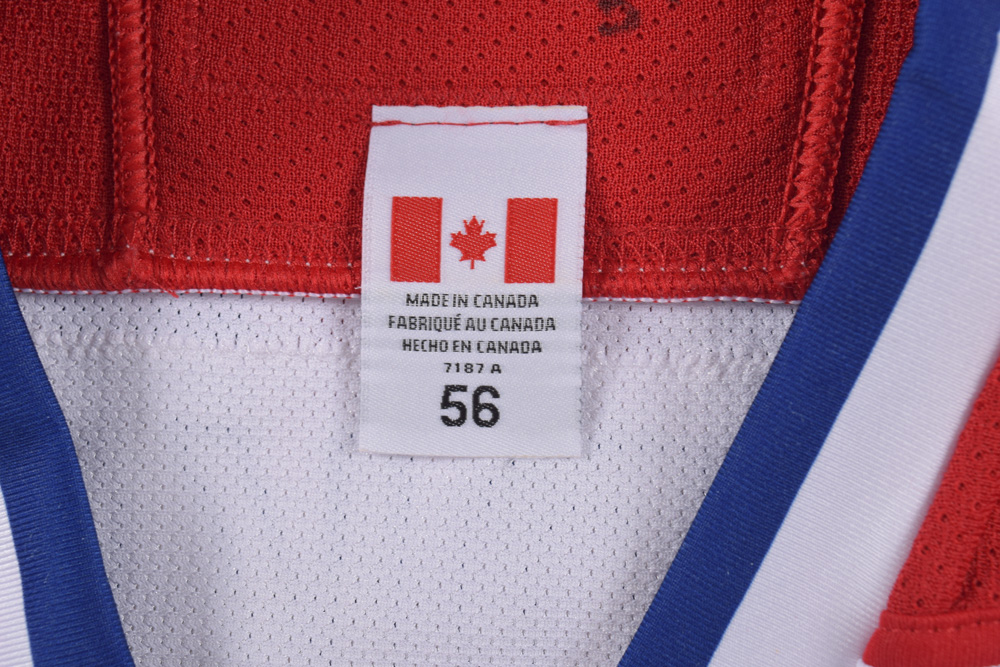 MADE IN CANADA
FABRIQUÉ AU CANADA
HECHO EN CANADA
7187 A
56